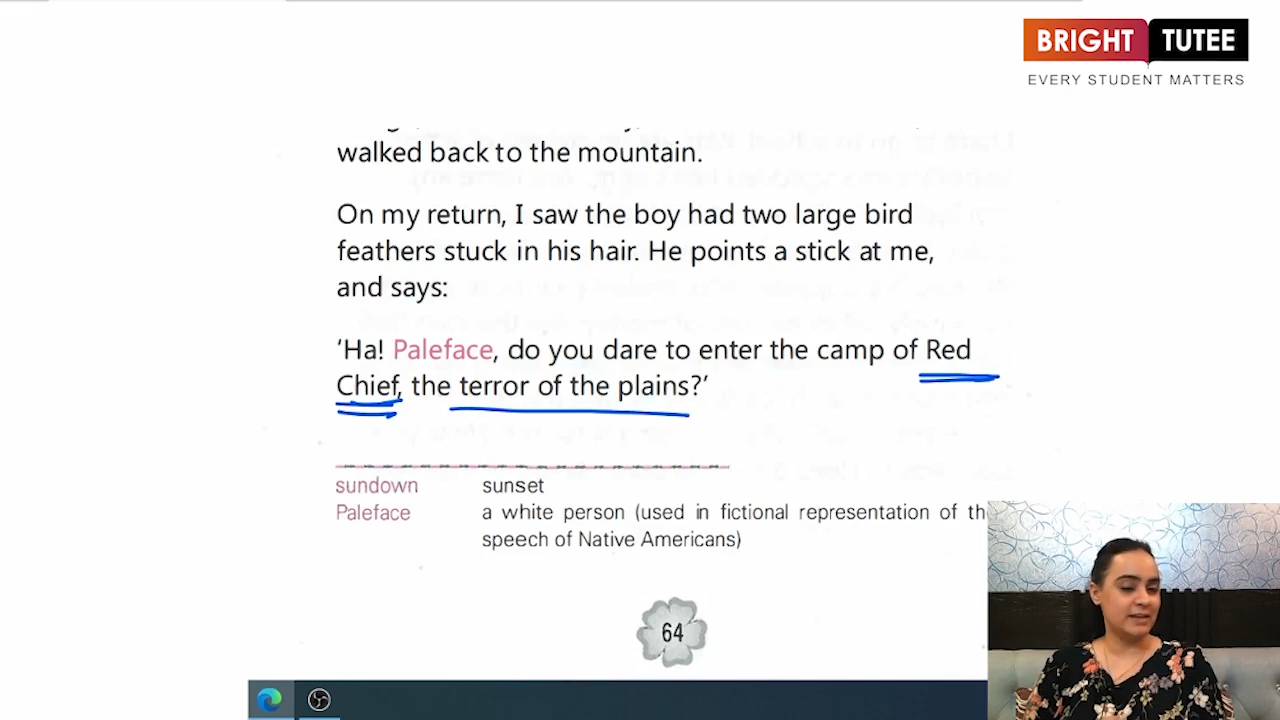 BRIGHT TUTEE
EVERY STUDENT MATTERS
walked back to the mountain.
On my return, I saw the boy had two large bird
feathers stuck in his hair. He points a stick at me,
and says:
‘Ha! Paleface, do you dare to enter the camp of Red
Chief, the terror of the plains?’
sundown sunset
Paleface a white person (used in fictional representation of
speech of Native Americans)
64